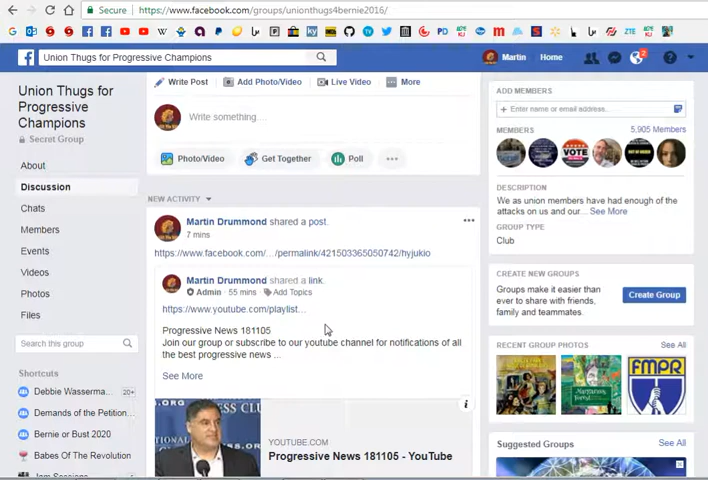 Secure https://www.facebook.com/groups/unionthugs4bernie2016/
Union Thugs for Progressive Champions
Martin Home 2
Union Thugs for
Progressive
Champions
Secret Group
About
Discussion
Chats
Members
Events
Videos
Photos
Files
Search this group
Shortcuts
Debbie Wasserma... 20+
Demands of the Petition...
Bernie or Bust 2020
Babes Of The Revolution
Jam Sessions
Write Post Add Photo/Video Live Video More
Write something...
Photo/Video Get Together Poll
NEW ACTIVITY
Martin Drummond shared a post.
7 mins
https://www.facebook.com/.../permalink/421503365050742/hyjukio
Martin Drummond shared a link.
Admin · 55 mins · Add Topics
https://www.youtube.com/playlist...
Progressive News 181105
Join our group or subscribe to our youtube channel for notifications of all
the best progressive news ...
See More
YOUTUBE.COM
Progressive News 181105 - YouTube
ADD MEMBERS
+ Enter name or email address...
MEMBERS 5,905 Members
VOTE
DESCRIPTION
We as union members have had enough of the
attacks on us and our... See More
GROUP TYPE
Club
CREATE NEW GROUPS
Groups make it easier than
ever to share with friends,
family and teammates.
Create Group
RECENT GROUP PHOTOS See All
FMPR
Suggested Groups See All